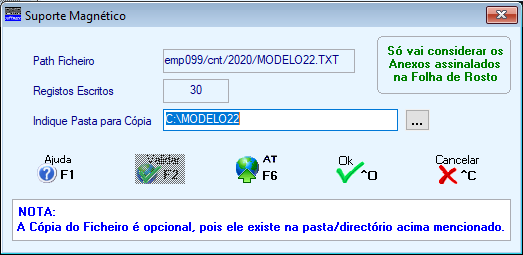 Suporte Magnético
Path Ficheiro
emp099/cnt/2020/MODELO22.TXT
Só vai considerar os
Anexos assinalados
na Folha de Rosto
Registos Escritos
30
Indique Pasta para Cópia
C:\MODELO22
...
Ajuda
F1
Validar
F2
AT
F6
Ok
^O
Cancelar
^C
NOTA:
A Cópia do Ficheiro é opcional, pois ele existe na pasta/directório acima mencionado.